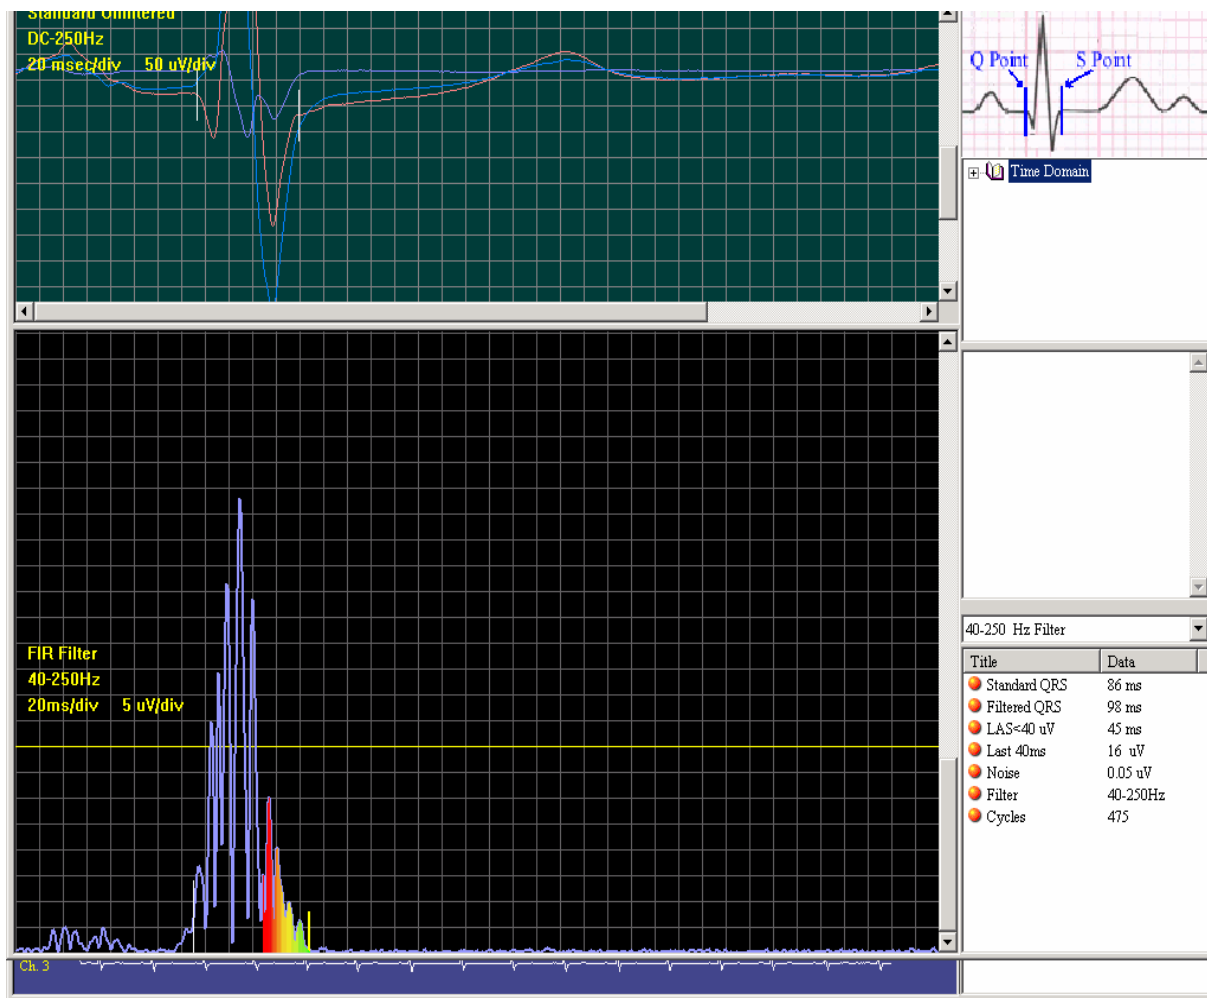 Standard Unfiltered
DC-250Hz
20 msec/div 50 uV/div
Q Point
S Point
Time Domain
FIR Filter
40-250Hz
20ms/div 5 uV/div
40-250 Hz Filter
Title Data
Standard QRS 86 ms
Filtered QRS 98 ms
LAS<40 uV 45 ms
Last 40ms 16 uV
Noise 0.05 uV
Filter 40-250Hz
Cycles 475
Ch. 3